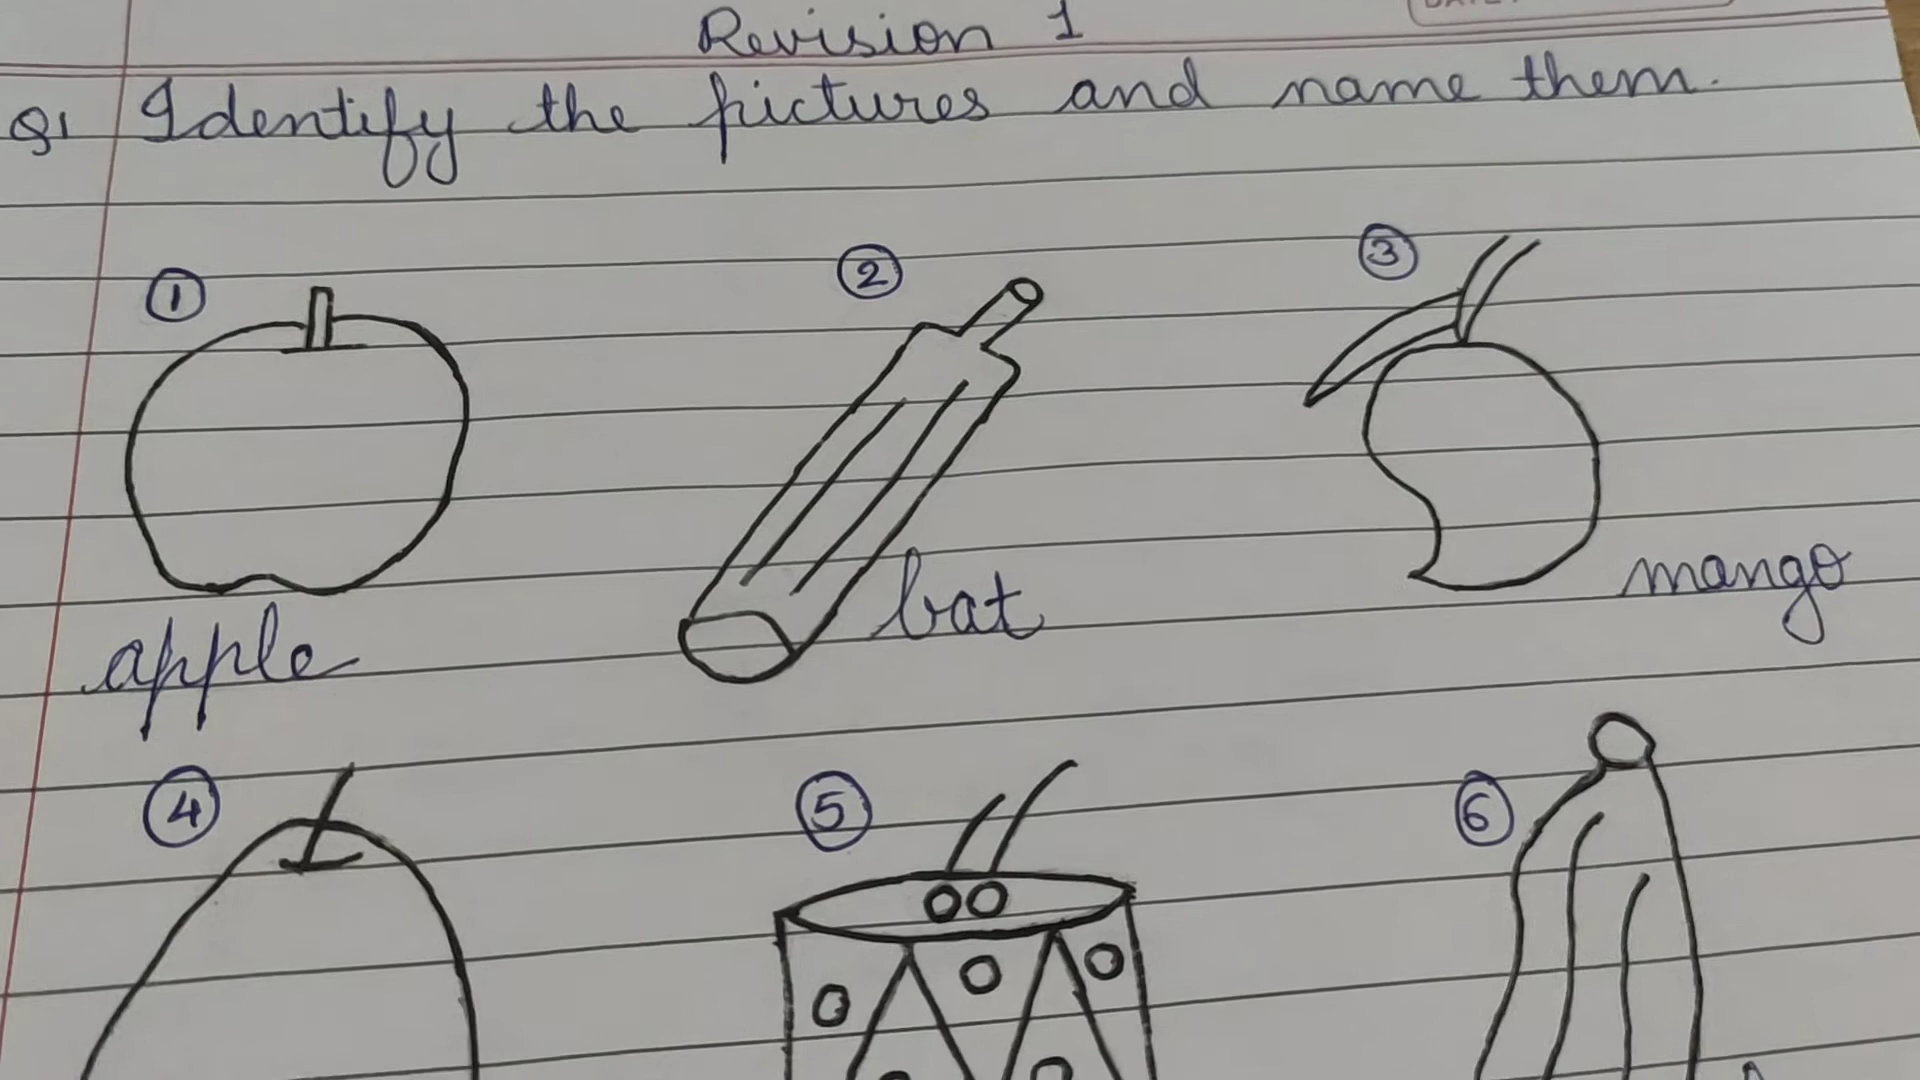 Revision 1
Q1 Identify the pictures and name them.
1 2 3
apple bat mango
4 5 6